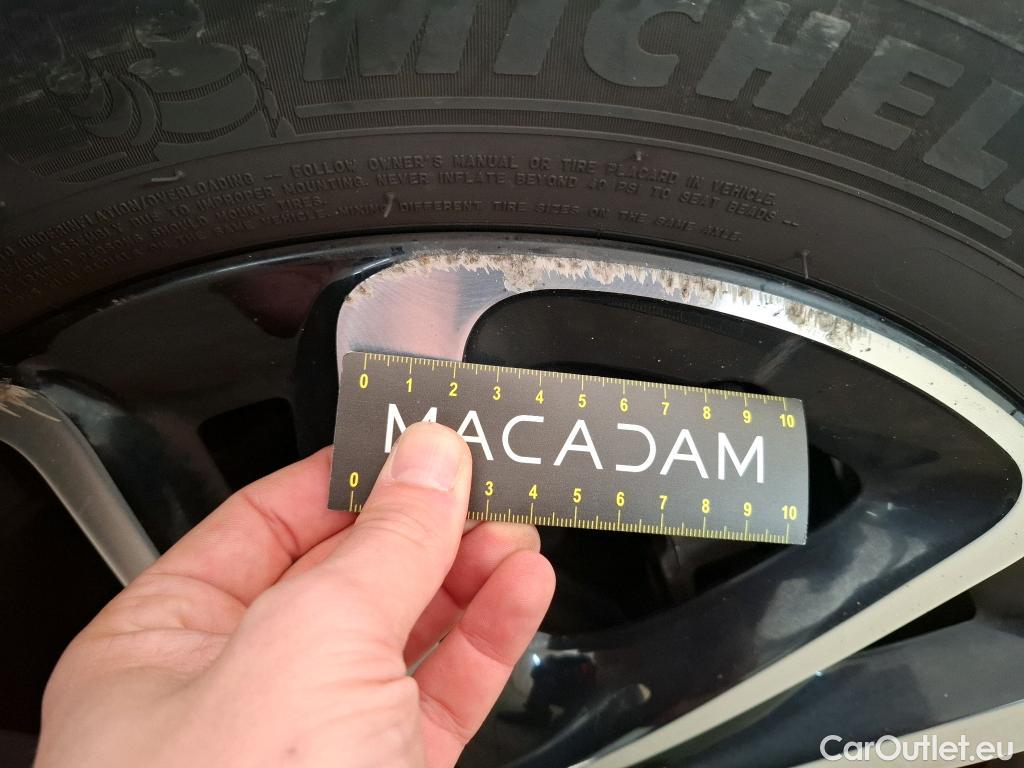 MICHEL
FOLLOW OWNER'S MANUAL OR TIRE PLACARD IN VEHICLE.
DUE TO IMPROPER MOUNTING. NEVER INFLATE BEYOND 40 PSI TO SEAT BEADS --
SHOULD MOUNT TIRES.
DIFFERENT TIRE SIZES ON THE SAME AXLE.
0 1 2 3 4 5 6 7 8 9 10
MACADAM
0 3 4 5 6 7 8 9 10
CarOutlet.eu